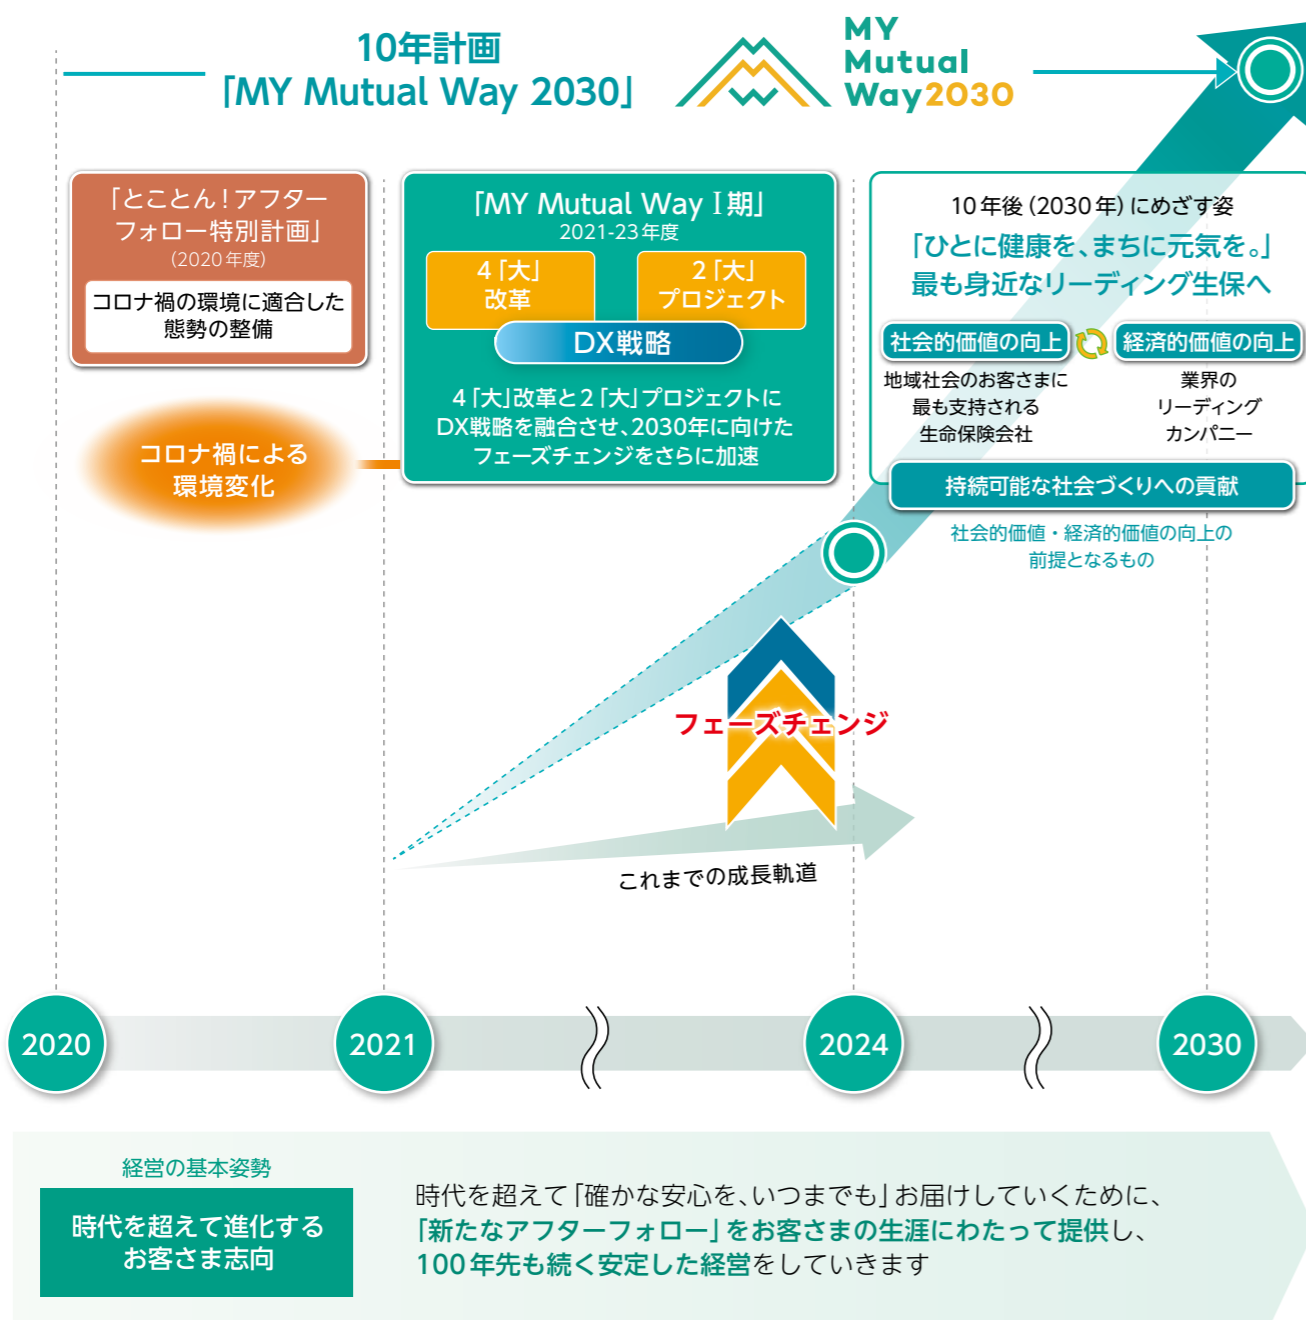 10年計画
「MY Mutual Way 2030」
MY
Mutual
Way2030
「とことん！アフター
フォロー特別計画」
（2020年度）
コロナ禍の環境に適合した
態勢の整備
コロナ禍による
環境変化
「MY Mutual Way Ⅰ期」
2021-23年度
4「大」
改革
2「大」
プロジェクト
DX戦略
4「大」改革と2「大」プロジェクトに
DX戦略を融合させ、2030年に向けた
フェーズチェンジをさらに加速
10年後（2030年）にめざす姿
「ひとに健康を、まちに元気を。」
最も身近なリーディング生保へ
社会的価値の向上
経済的価値の向上
地域社会のお客さまに
最も支持される
生命保険会社
業界の
リーディング
カンパニー
持続可能な社会づくりへの貢献
社会的価値・経済的価値の向上の
前提となるもの
フェーズチェンジ
これまでの成長軌道
2020
2021
2024
2030
経営の基本姿勢
時代を超えて進化する
お客さま志向
時代を超えて「確かな安心を、いつまでも」お届けしていくために、
「新たなアフターフォロー」をお客さまの生涯にわたって提供し、
100年先も続く安定した経営をしていきます